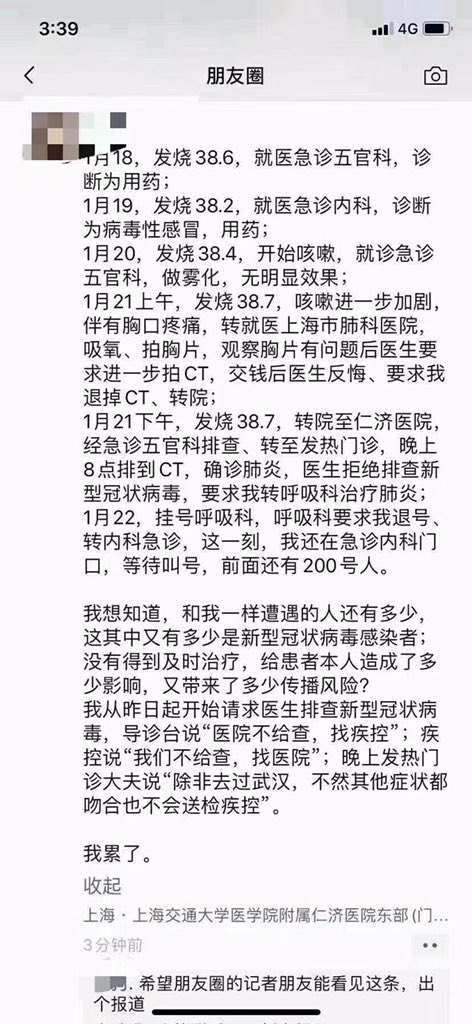 3:39
4G
朋友圈
1月18，发烧38.6，就医急诊五官科，诊
断为用药；
1月19，发烧38.2，就医急诊内科，诊断
为病毒性感冒，用药；
1月20，发烧38.4，开始咳嗽，就诊急诊
五官科，做雾化，无明显效果；
1月21上午，发烧38.7，咳嗽进一步加剧，
伴有胸口疼痛，转就医上海市肺科医院，
吸氧、拍胸片，观察胸片有问题后医生要
求进一步拍CT，交钱后医生反悔、要求我
退掉CT、转院；
1月21下午，发烧38.7，转院至仁济医院，
经急诊五官科排查、转至发热门诊，晚上
8点排到CT，确诊肺炎，医生拒绝排查新
型冠状病毒，要求我转呼吸科治疗肺炎；
1月22，挂号呼吸科，呼吸科要求我退号、
转内科急诊，这一刻，我还在急诊内科门
口，等待叫号，前面还有200号人。
我想知道，和我一样遭遇的人还有多少，
这其中又有多少是新型冠状病毒感染者；
没有得到及时治疗，给患者本人造成了多
少影响，又带来了多少传播风险？
我从昨日起开始请求医生排查新型冠状病
毒，导诊台说“医院不给查，找疾控”；疾
控说“我们不给查，找医院”；晚上发热门
诊大夫说“除非去过武汉，不然其他症状都
吻合也不会送检疾控”。
我累了。
收起
上海·上海交通大学医学院附属仁济医院东部(门...
3分钟前
. 希望朋友圈的记者朋友能看见这条，出
个报道